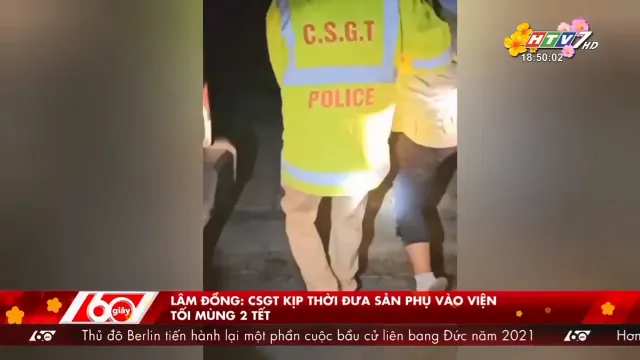 C.S.G.T
POLICE
HTV7 HD
18:50:02
60 giây
LÂM ĐỒNG: CSGT KỊP THỜI ĐƯA SẢN PHỤ VÀO VIỆN
TỐI MÙNG 2 TẾT
60 Thủ đô Berlin tiến hành lại một phần cuộc bầu cử liên bang Đức năm 2021 60